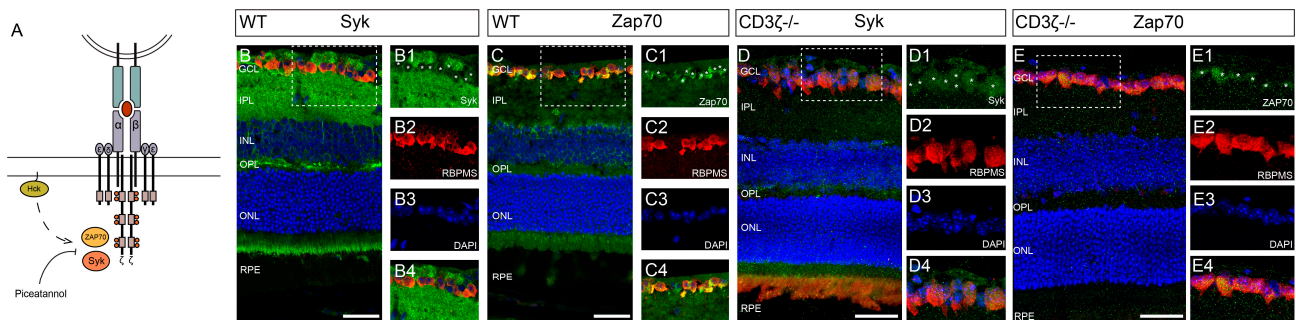 A
α β
ε δ γ ε
Hck
ZAP70
Syk
ζ ζ
Piceatannol
WT Syk
B
GCL
IPL
INL
OPL
ONL
RPE
B1
Syk
B2
RBPMS
B3
DAPI
B4
WT Zap70
C
GCL
IPL
INL
OPL
ONL
RPE
C1
Zap70
C2
RBPMS
C3
DAPI
C4
CD3ζ-/- Syk
D
GCL
IPL
INL
OPL
ONL
RPE
D1
Syk
D2
RBPMS
D3
DAPI
D4
CD3ζ-/- Zap70
E
GCL
IPL
INL
OPL
ONL
RPE
E1
ZAP70
E2
RBPMS
E3
DAPI
E4